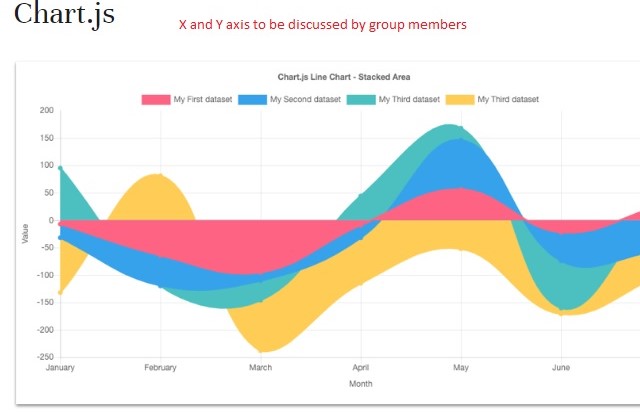 Chart.js
X and Y axis to be discussed by group members
Chart.js Line Chart - Stacked Area
My First dataset My Second dataset My Third dataset My Third dataset
200
150
100
50
0
-50
-100
-150
-200
-250
Value
January February March April May June
Month